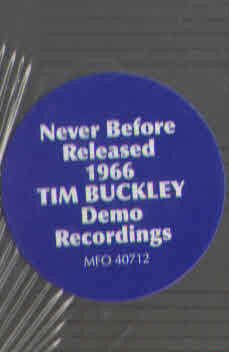 Never Before
Released
1966
TIM BUCKLEY
Demo
Recordings
MFO 40712